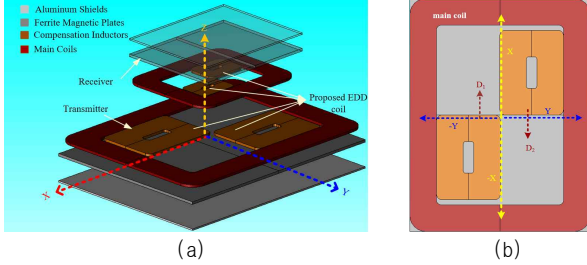 Aluminum Shields
Ferrite Magnetic Plates
Compensation Inductors
Main Coils
Z
Receiver
Transmitter
Proposed EDD
coil
X
Y
(a)
main coil
X
D1
-Y
Y
D2
-X
(b)